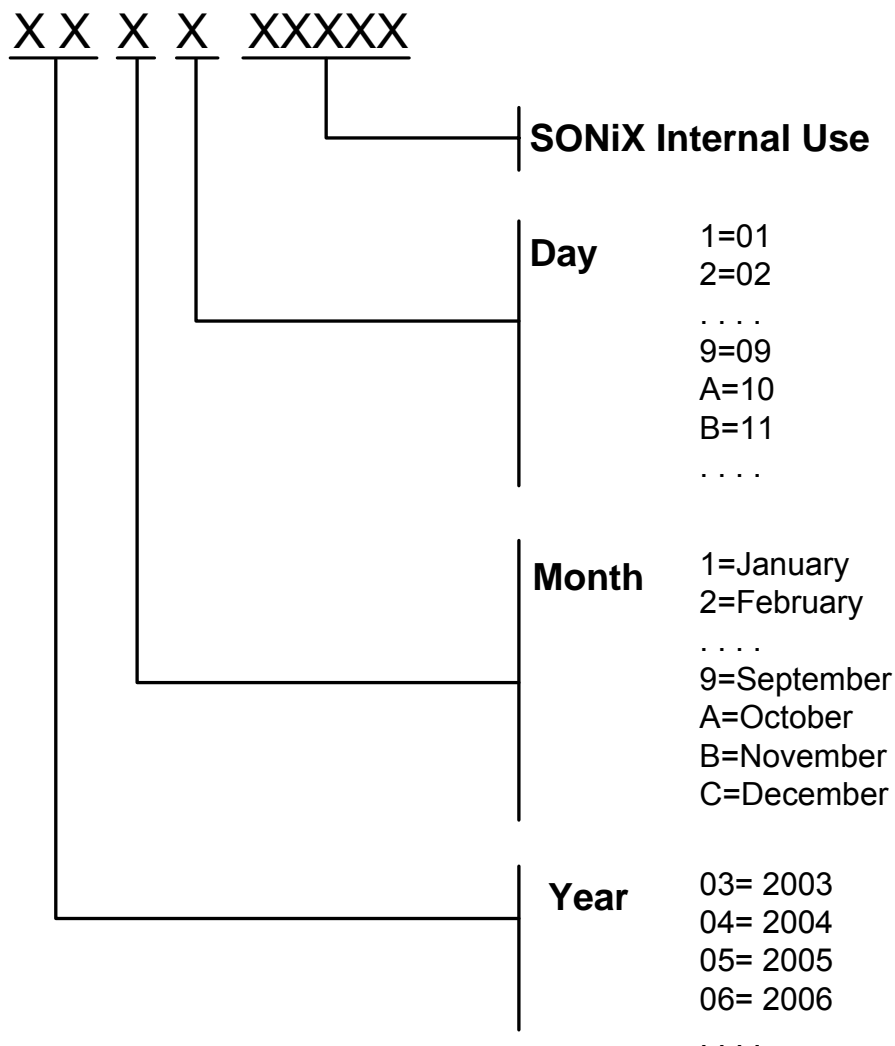 X X X X XXXXX
SONiX Internal Use
Day
1=01
2=02
. . . .
9=09
A=10
B=11
. . . .
Month
1=January
2=February
. . . .
9=September
A=October
B=November
C=December
Year
03= 2003
04= 2004
05= 2005
06= 2006
. . . .